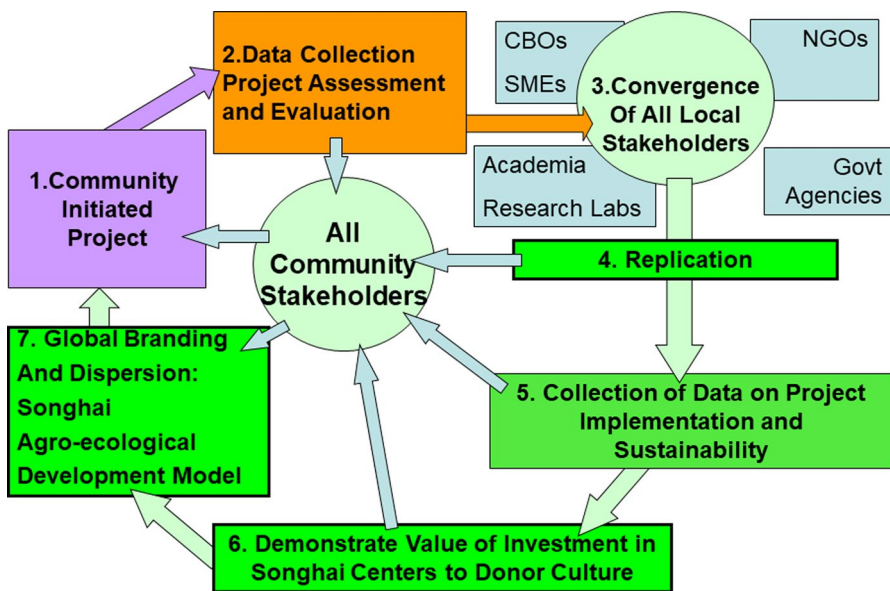 1.Community
Initiated
Project
2.Data Collection
Project Assessment
and Evaluation
CBOs
SMEs
NGOs
3.Convergence
Of All Local
Stakeholders
Academia
Research Labs
Govt
Agencies
All
Community
Stakeholders
4. Replication
5. Collection of Data on Project
Implementation and
Sustainability
6. Demonstrate Value of Investment in
Songhai Centers to Donor Culture
7. Global Branding
And Dispersion:
Songhai
Agro-ecological
Development Model